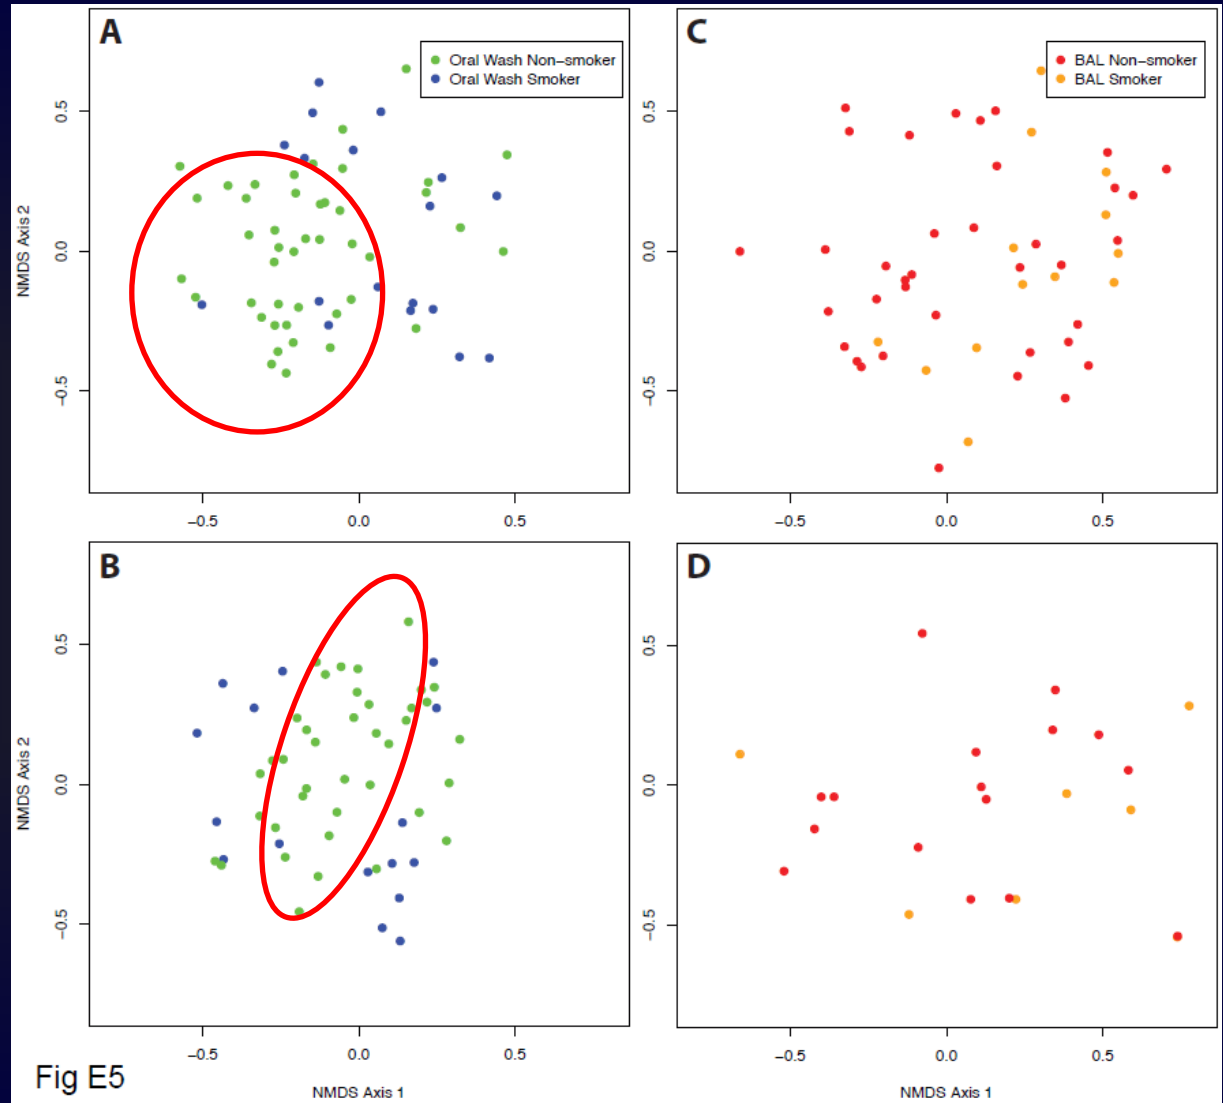 A
Oral Wash Non−smoker
Oral Wash Smoker
NMDS Axis 2
0.5
0.0
−0.5
−0.5
0.0
0.5
C
BAL Non−smoker
BAL Smoker
0.5
0.0
−0.5
−0.5
0.0
0.5
B
NMDS Axis 2
0.5
0.0
−0.5
−0.5
0.0
0.5
NMDS Axis 1
D
0.5
0.0
−0.5
−0.5
0.0
0.5
NMDS Axis 1
Fig E5